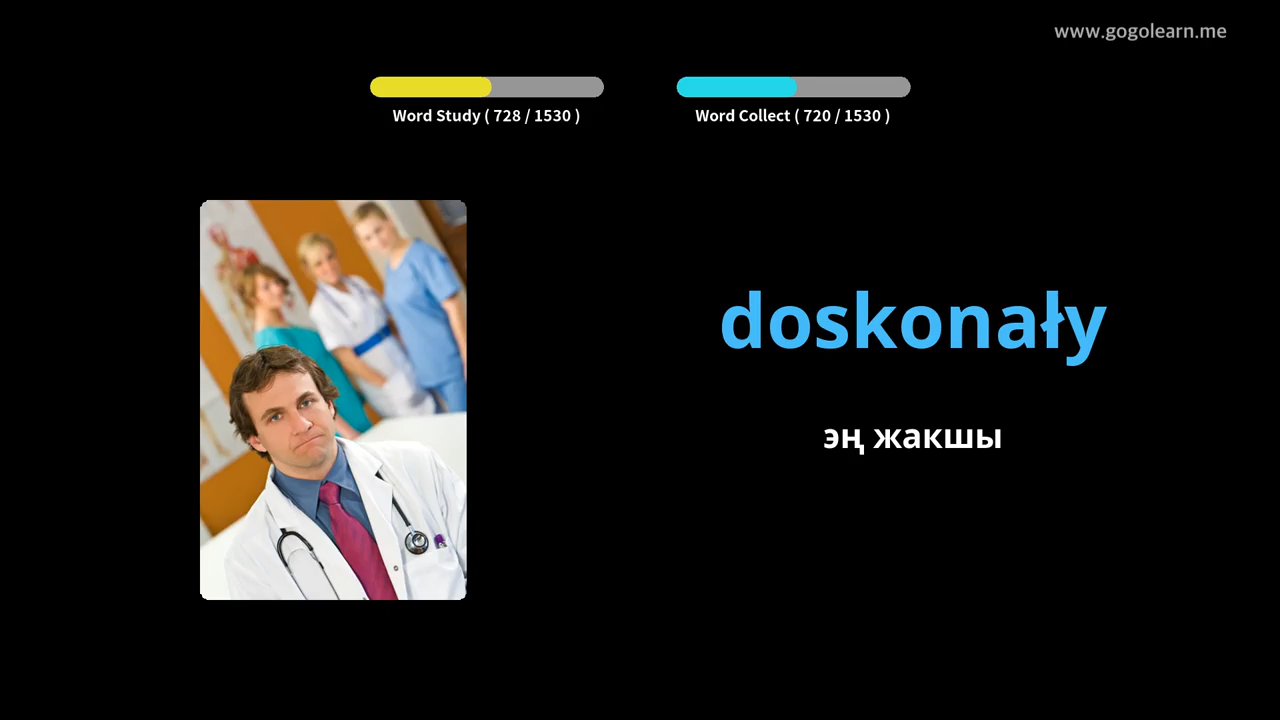 www.gogolearn.me
Word Study ( 728 / 1530 )
Word Collect ( 720 / 1530 )
doskonały
эң жакшы